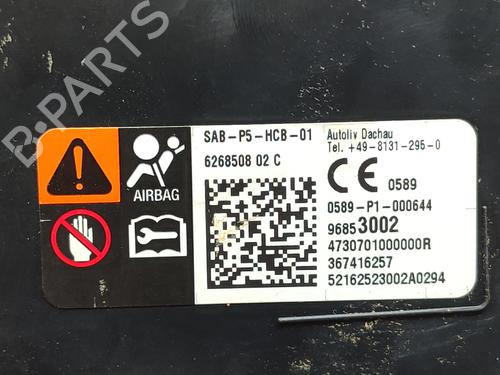 B-PARTS
SAB-P5-HCB-01
6268508 02 C
AIRBAG
Autoliv Dachau
Tel. +49-8131-295-0
CE 0589
0589-P1-000644
96853002
4730701000000R
367416257
52162523002A0294